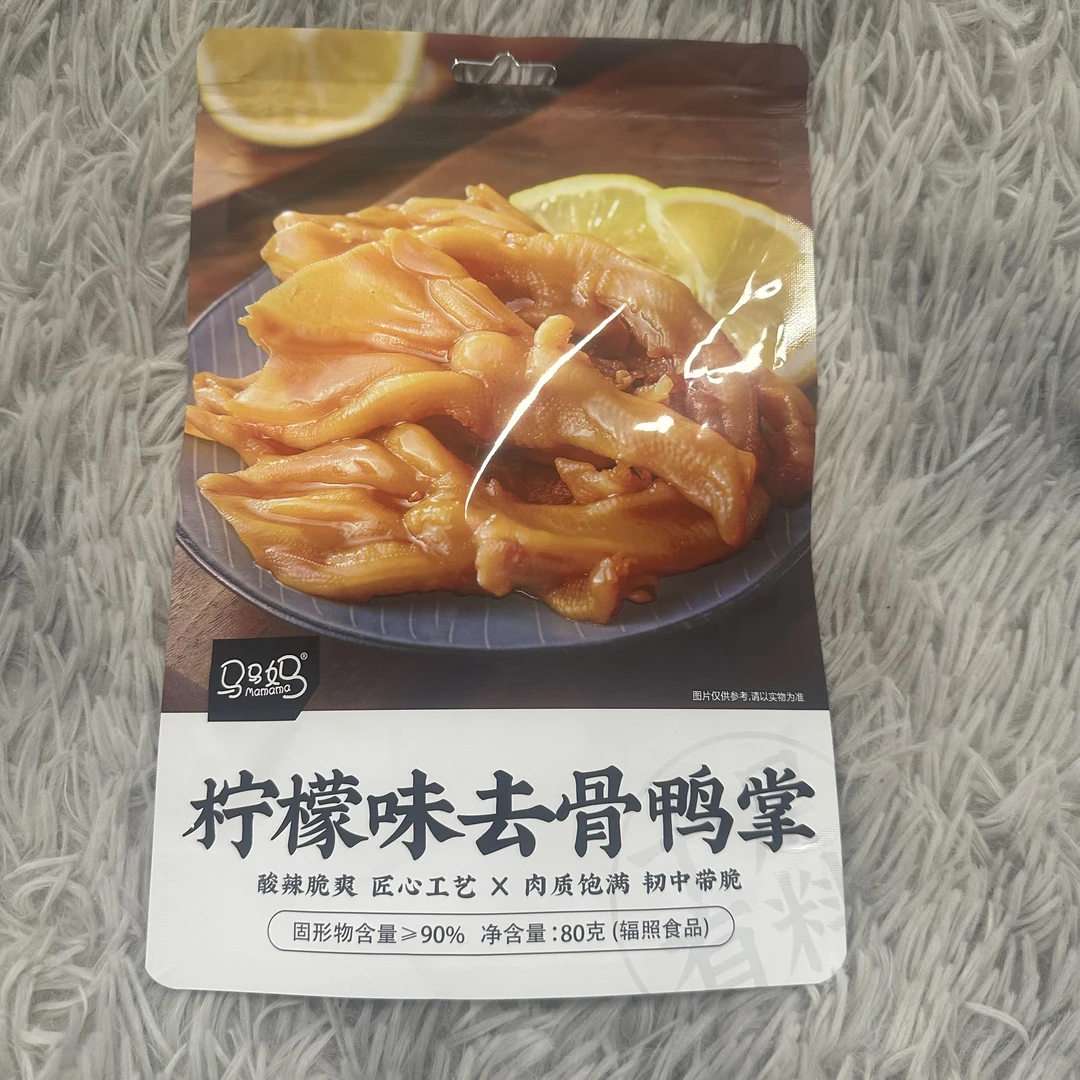 马马妈®
Mamama
图片仅供参考,请以实物为准
柠檬味去骨鸭掌
酸辣脆爽 匠心工艺 × 肉质饱满 韧中带脆
固形物含量≥90% 净含量:80克 (辐照食品)
有料